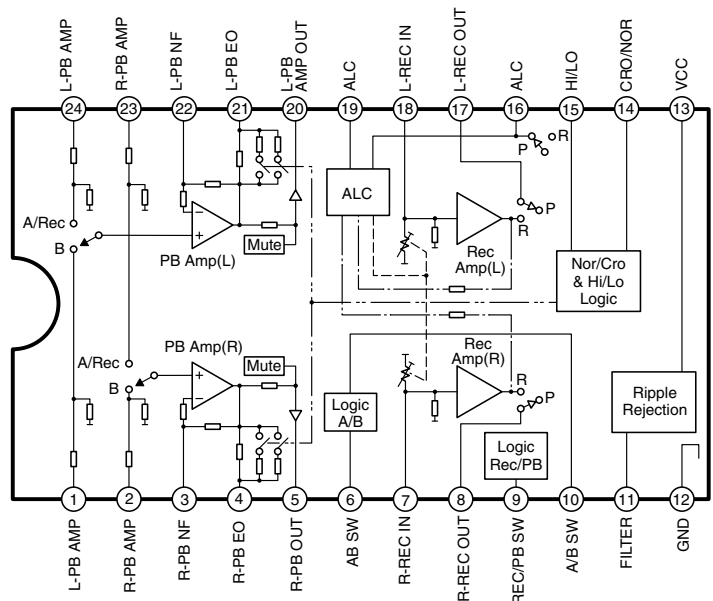 L-PB AMP
R-PB AMP
L-PB NF
L-PB EO
L-PB
AMP OUT
ALC
L-REC IN
L-REC OUT
ALC
HI/LO
CRO/NOR
VCC
24
23
22
21
20
19
18
17
16
15
14
13
R
P
ALC
A/Rec
B
−
+
PB Amp(L)
Mute
Rec
Amp(L)
P
R
Nor/Cro
& Hi/Lo
Logic
PB Amp(R)
A/Rec
B
+
−
Mute
Rec
Amp(R)
R
P
Logic
A/B
Logic
Rec/PB
Ripple
Rejection
1
2
3
4
5
6
7
8
9
10
11
12
L-PB AMP
R-PB AMP
R-PB NF
R-PB EO
R-PB OUT
AB SW
R-REC IN
R-REC OUT
REC/PB SW
A/B SW
FILTER
GND